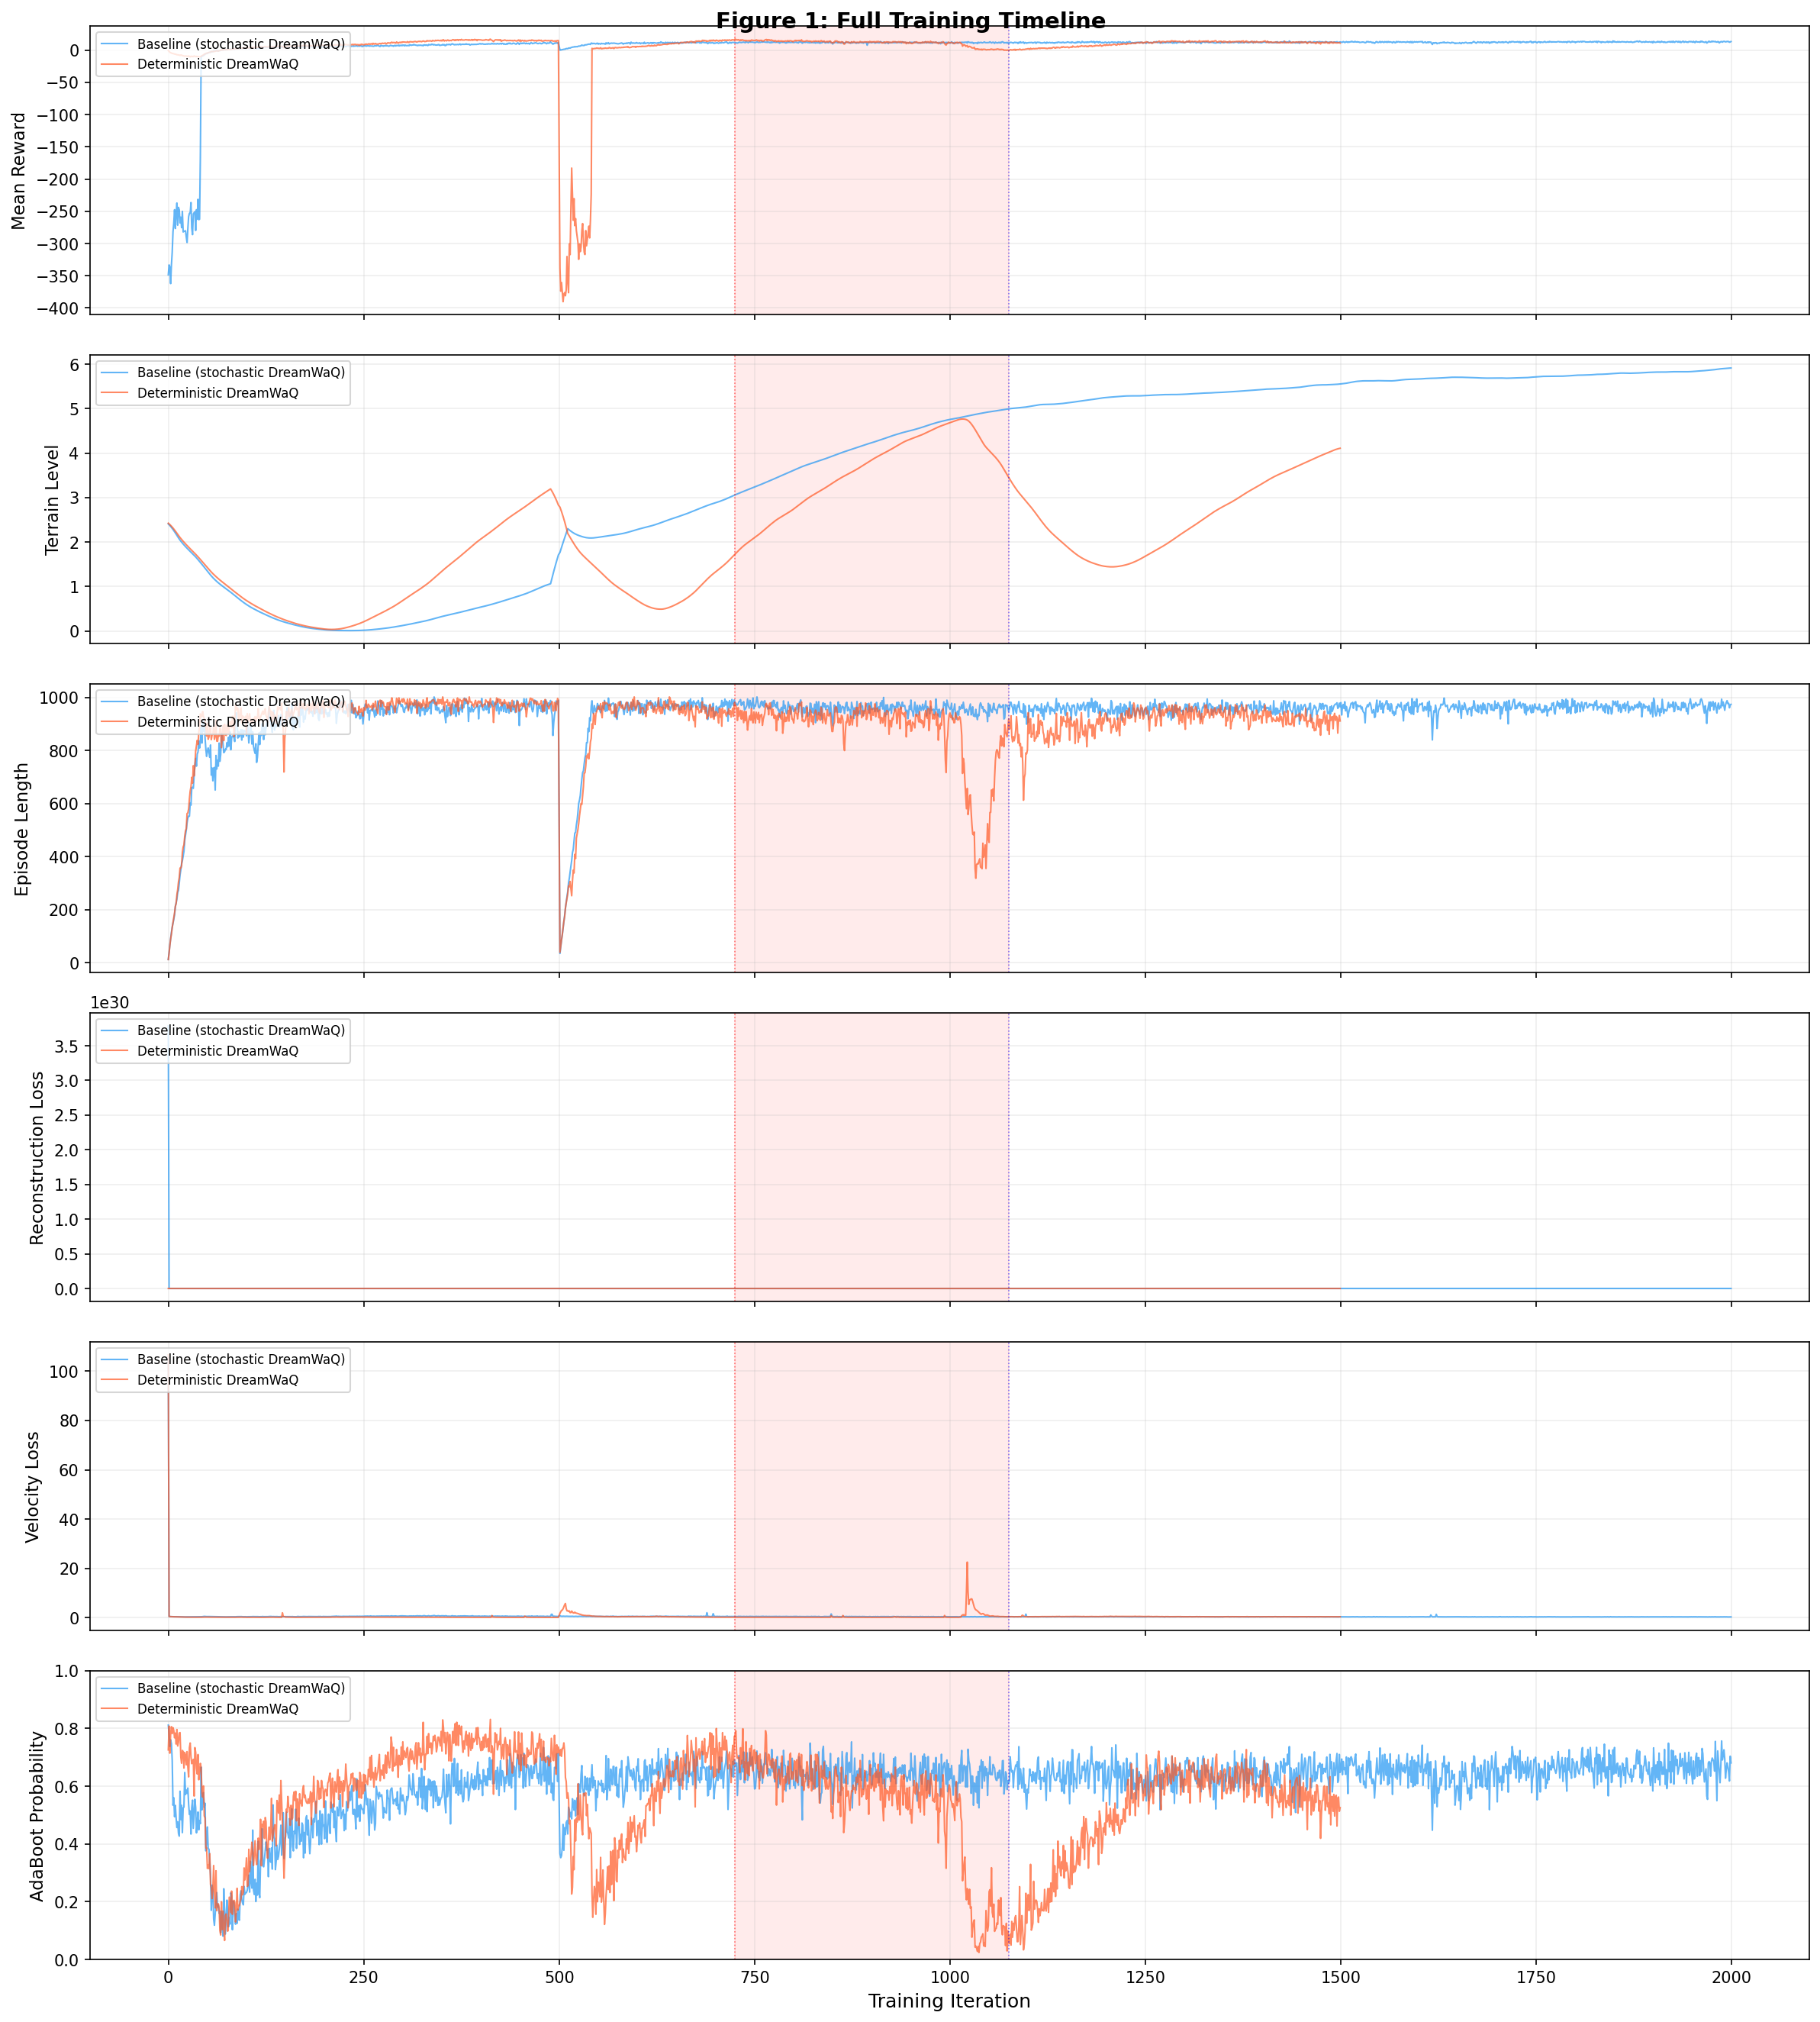 Figure 1: Full Training Timeline
Baseline (stochastic DreamWaQ)
Deterministic DreamWaQ
Mean Reward
0
−50
−100
−150
−200
−250
−300
−350
−400
Baseline (stochastic DreamWaQ)
Deterministic DreamWaQ
Terrain Level
6
5
4
3
2
1
0
Baseline (stochastic DreamWaQ)
Deterministic DreamWaQ
Episode Length
1000
800
600
400
200
0
1e30
Baseline (stochastic DreamWaQ)
Deterministic DreamWaQ
Reconstruction Loss
3.5
3.0
2.5
2.0
1.5
1.0
0.5
0.0
Baseline (stochastic DreamWaQ)
Deterministic DreamWaQ
Velocity Loss
100
80
60
40
20
0
Baseline (stochastic DreamWaQ)
Deterministic DreamWaQ
AdaBoot Probability
1.0
0.8
0.6
0.4
0.2
0.0
0 250 500 750 1000 1250 1500 1750 2000
Training Iteration